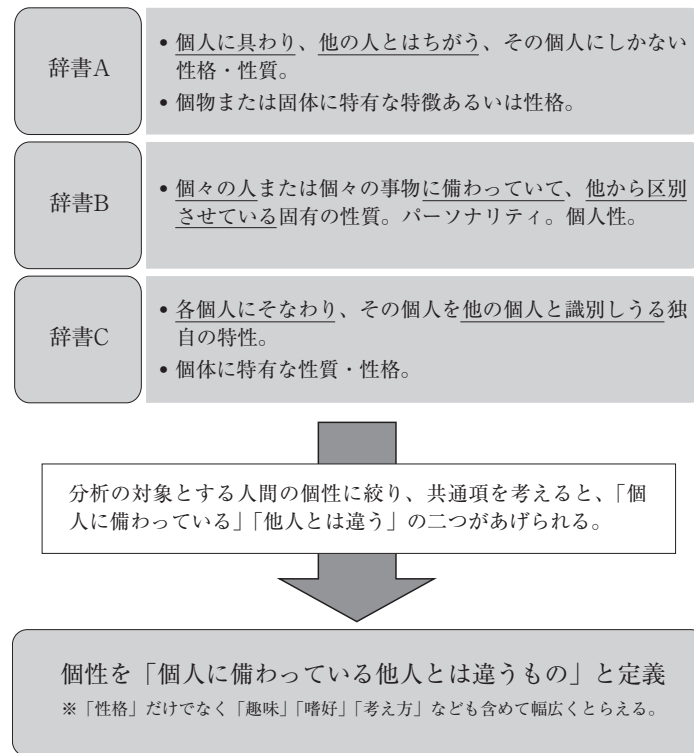 辞書A
• 個人に具わり、他の人とはちがう、その個人にしかない
性格・性質。
• 個物または固体に特有な特徴あるいは性格。
辞書B
• 個々の人または個々の事物に備わっていて、他から区別
させている固有の性質。パーソナリティ。個人性。
辞書C
• 各個人にそなわり、その個人を他の個人と識別しうる独
自の特性。
• 個体に特有な性質・性格。
分析の対象とする人間の個性に絞り、共通項を考えると、「個
人に備わっている」「他人とは違う」の二つがあげられる。
個性を「個人に備わっている他人とは違うもの」と定義
※「性格」だけでなく「趣味」「嗜好」「考え方」なども含めて幅広くとらえる。